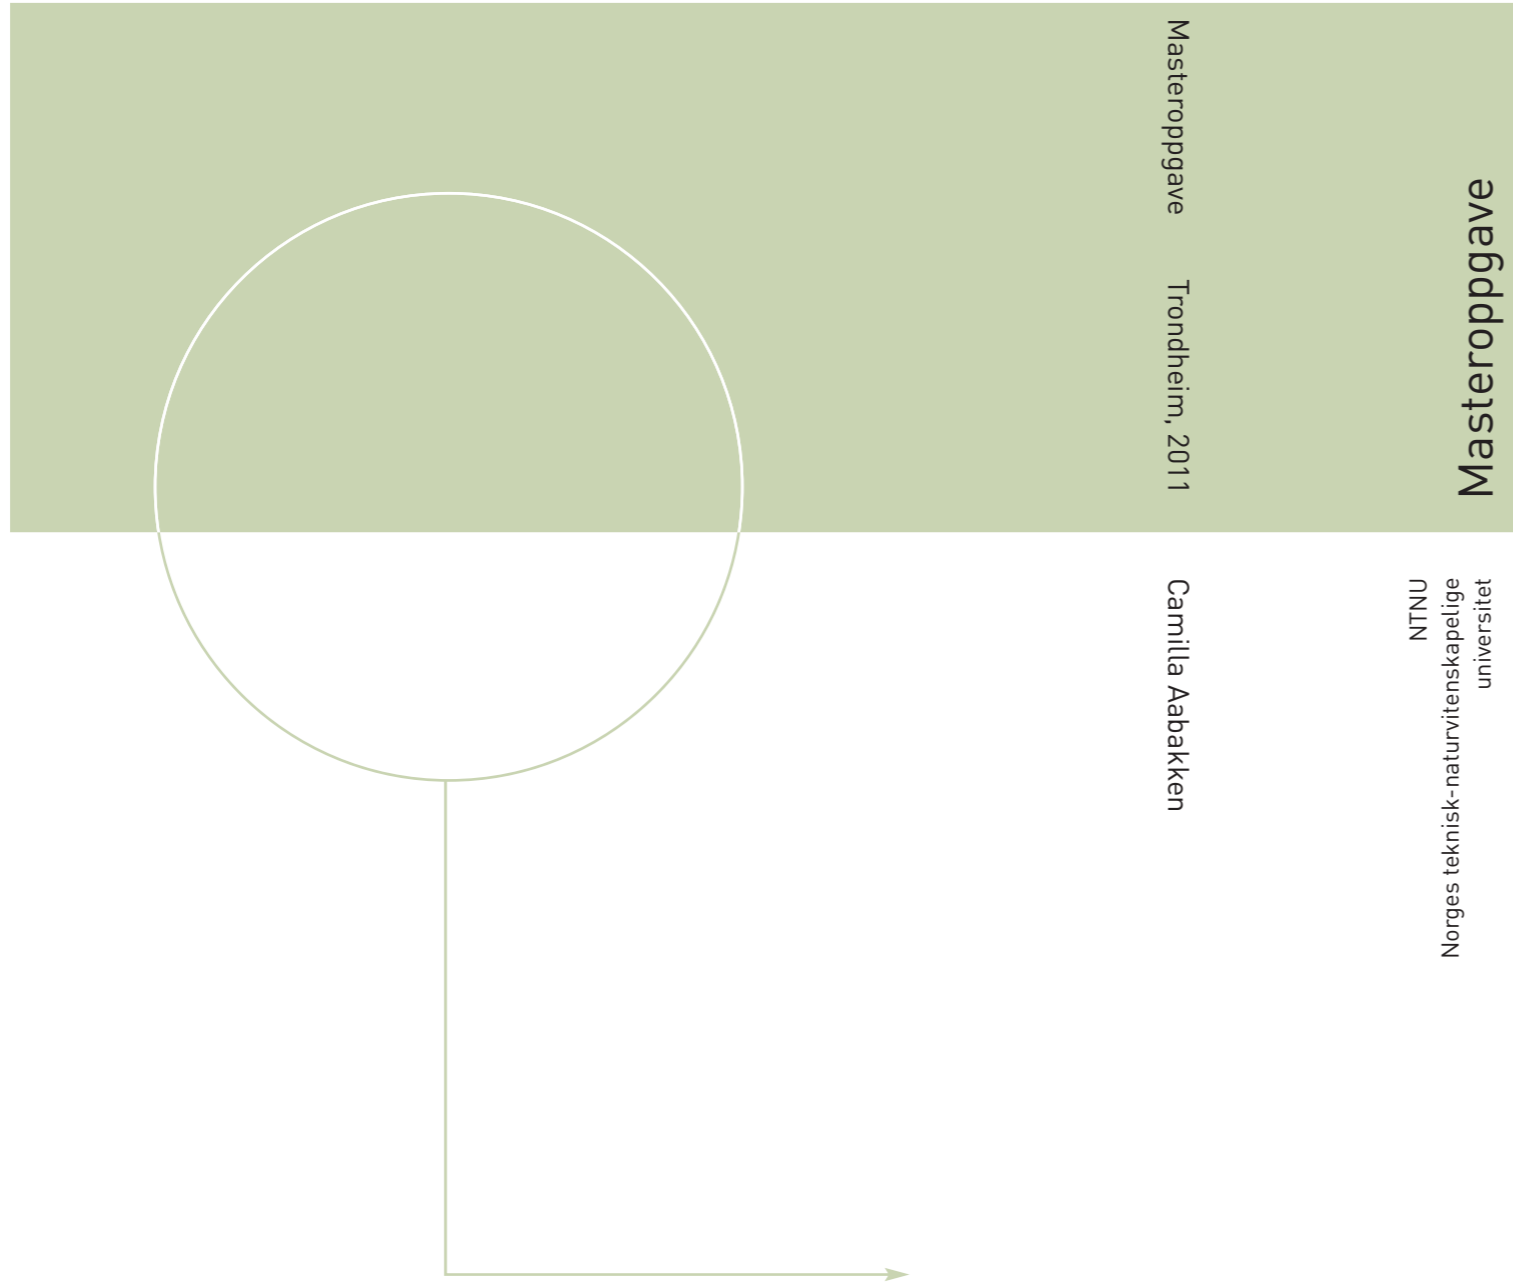 Masteroppgave
Trondheim, 2011
Camilla Aabakken
Masteroppgave
NTNU
Norges teknisk-naturvitenskapelige
universitet